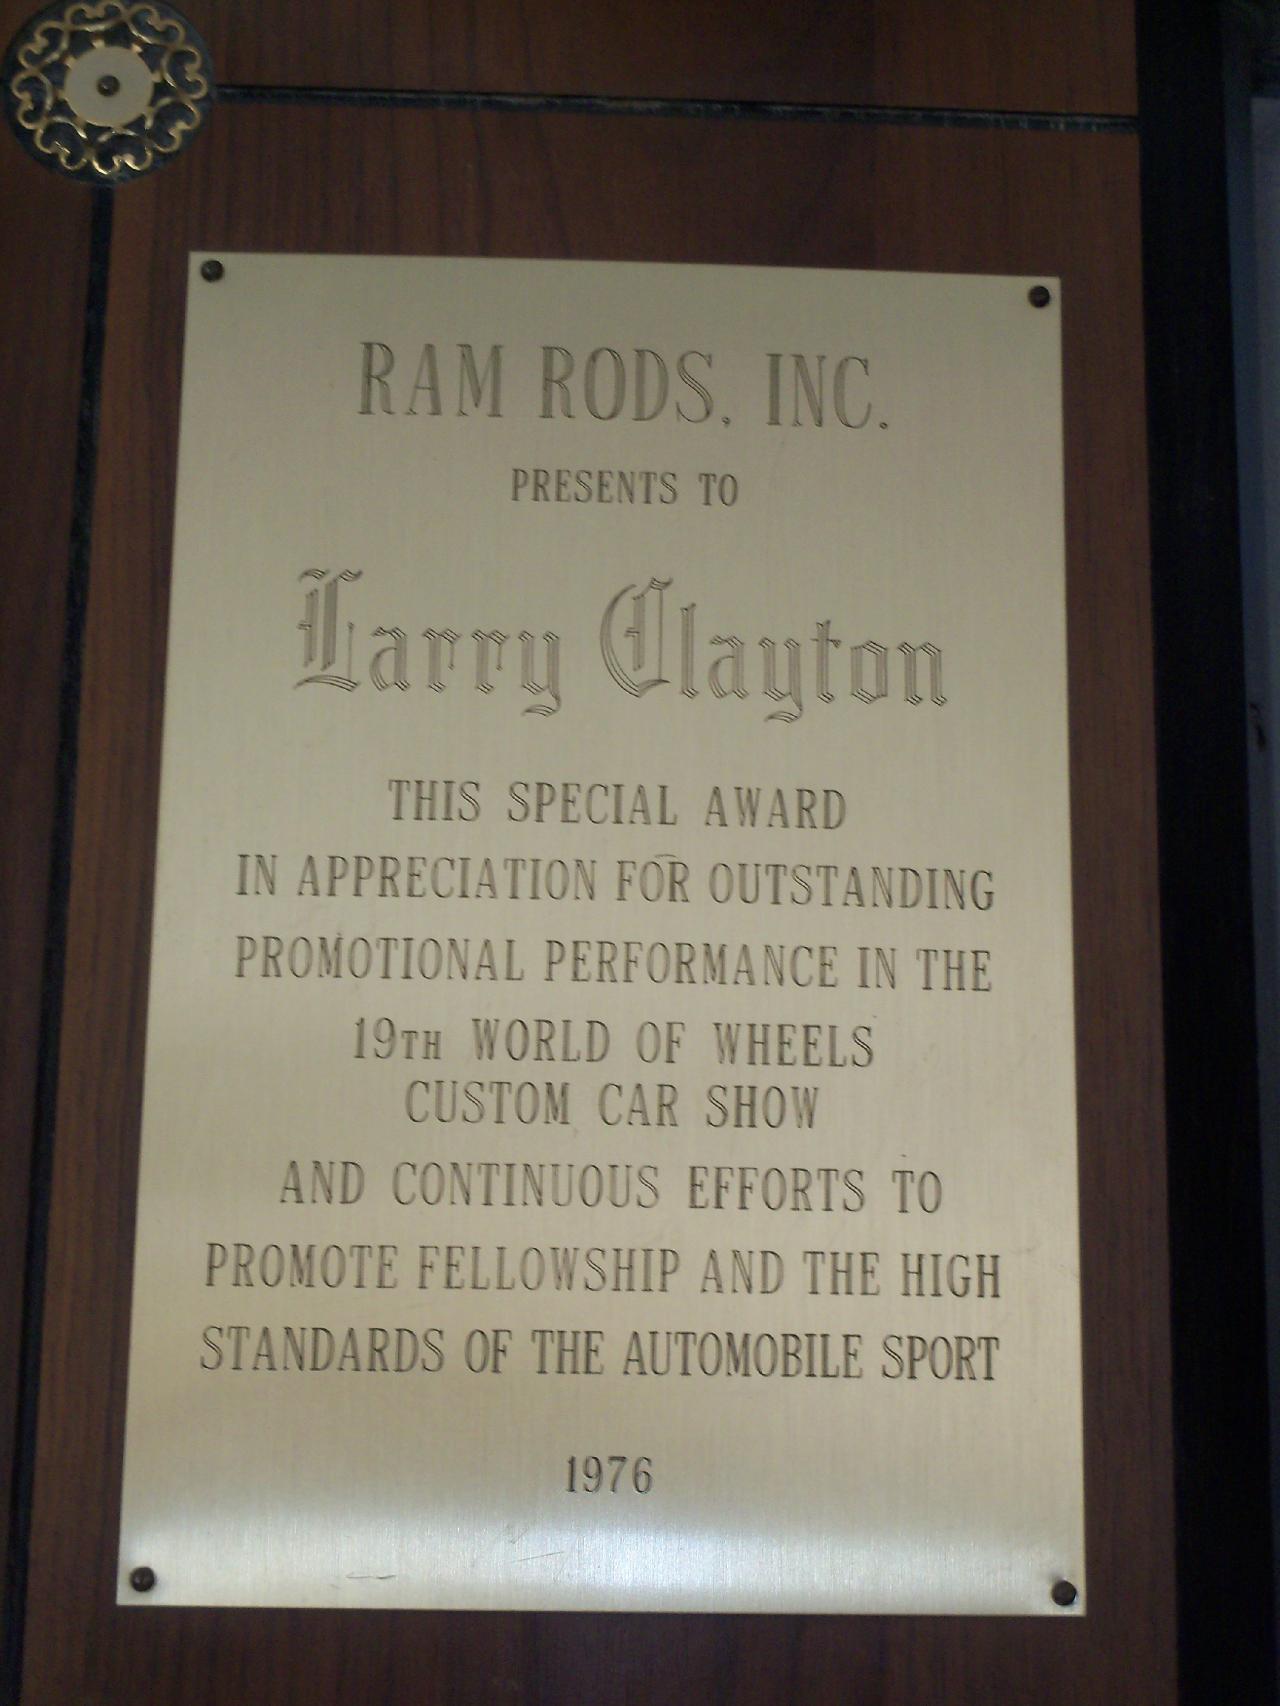 RAM RODS, INC.
PRESENTS TO
Larry Clayton
THIS SPECIAL AWARD
IN APPRECIATION FOR OUTSTANDING
PROMOTIONAL PERFORMANCE IN THE
19TH WORLD OF WHEELS
CUSTOM CAR SHOW
AND CONTINUOUS EFFORTS TO
PROMOTE FELLOWSHIP AND THE HIGH
STANDARDS OF THE AUTOMOBILE SPORT
1976